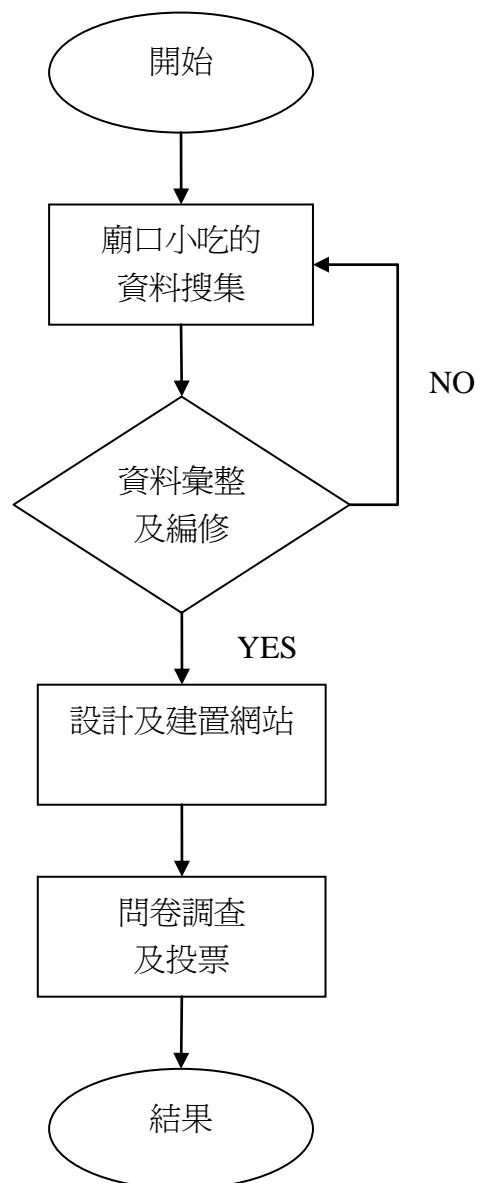 開始
廟口小吃的
資料搜集
NO
資料彙整
及編修
YES
設計及建置網站
問卷調查
及投票
結果